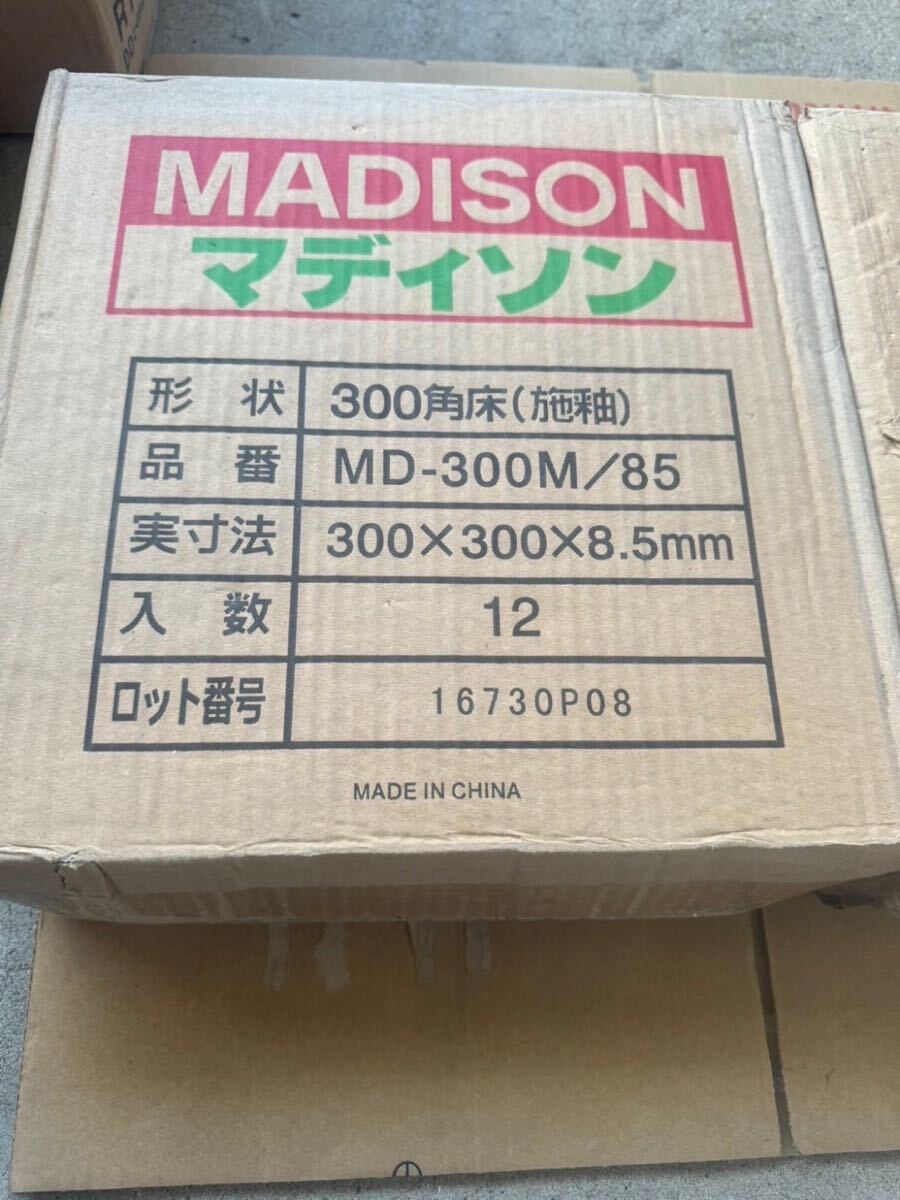 MADISON
マディソン
形状 300角床(施釉)
品番 MD-300M/85
実寸法 300×300×8.5mm
入数 12
ロット番号 16730P08
MADE IN CHINA